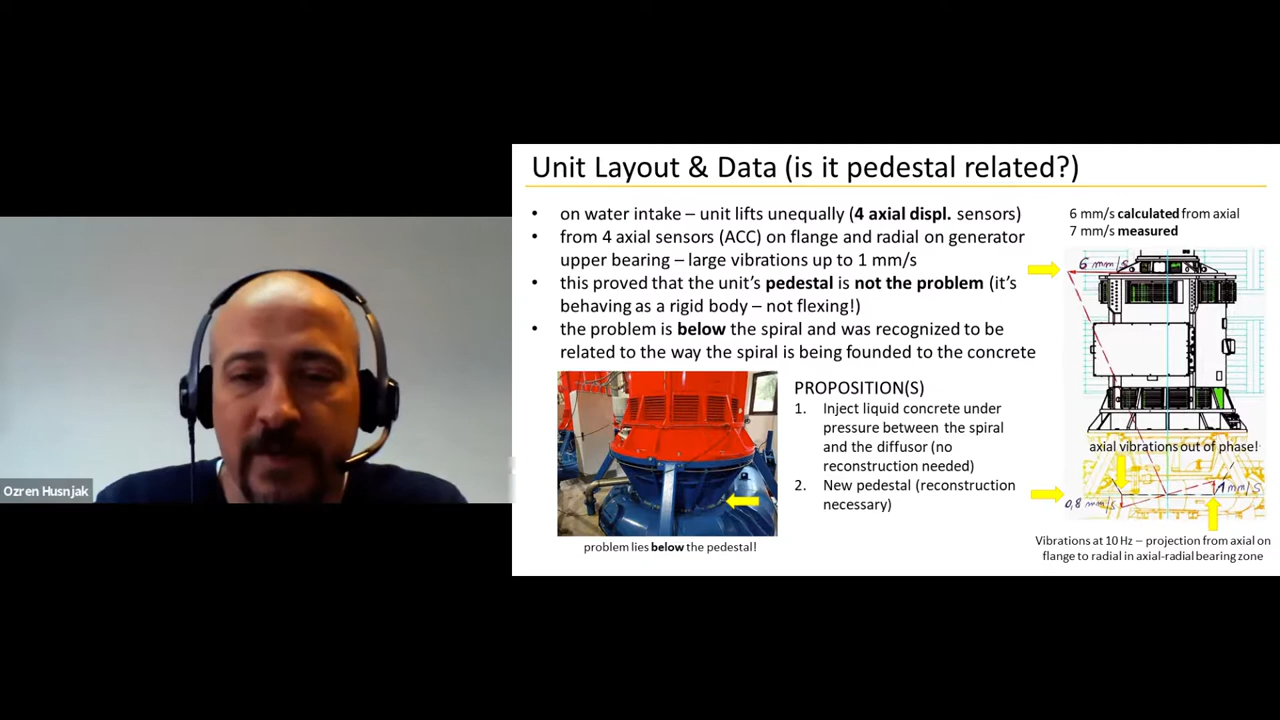 Unit Layout & Data (is it pedestal related?)
• on water intake – unit lifts unequally (4 axial displ. sensors)
• from 4 axial sensors (ACC) on flange and radial on generator
upper bearing – large vibrations up to 1 mm/s
• this proved that the unit's pedestal is not the problem (it's
behaving as a rigid body – not flexing!)
• the problem is below the spiral and was recognized to be
related to the way the spiral is being founded to the concrete
PROPOSITION(S)
1. Inject liquid concrete under
pressure between the spiral
and the diffusor (no
reconstruction needed)
2. New pedestal (reconstruction
necessary)
problem lies below the pedestal!
6 mm/s calculated from axial
7 mm/s measured
6 mm/s
axial vibrations out of phase!
1 mm/s
0,8 mm/s
Vibrations at 10 Hz – projection from axial on
flange to radial in axial-radial bearing zone
Ozren Husnjak